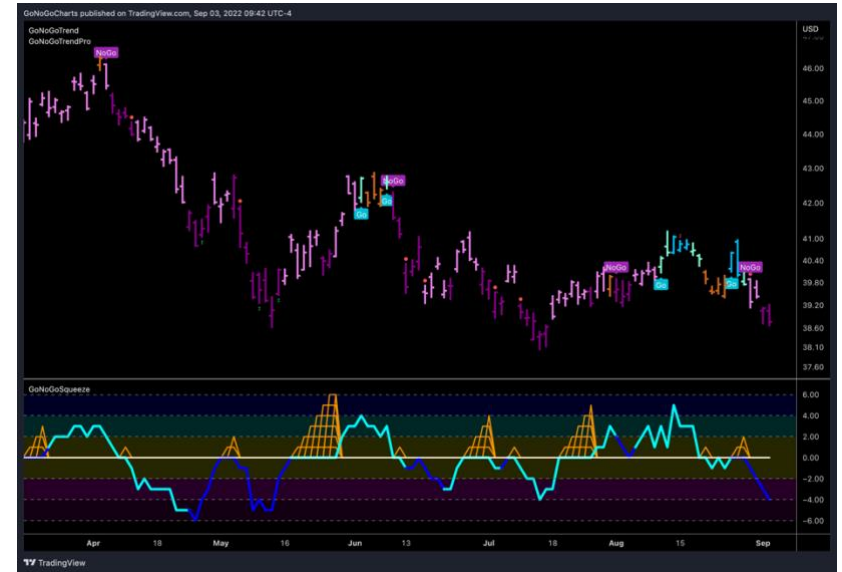 GoNoGoCharts published on TradingView.com, Sep 03, 2022 09:42 UTC-4
GoNoGoTrend
GoNoGoTrendPro
USD
NoGo
46.00
45.00
44.00
43.00
NoGo
Go
42.00
Go
41.00
40.40
NoGo
NoGo
Go
Go
39.80
39.20
38.60
38.10
37.60
GoNoGoSqueeze
6.00
4.00
2.00
0.00
−2.00
−4.00
−6.00
Apr 18 May 16 Jun 13 Jul 18 Aug 15 Sep
TradingView